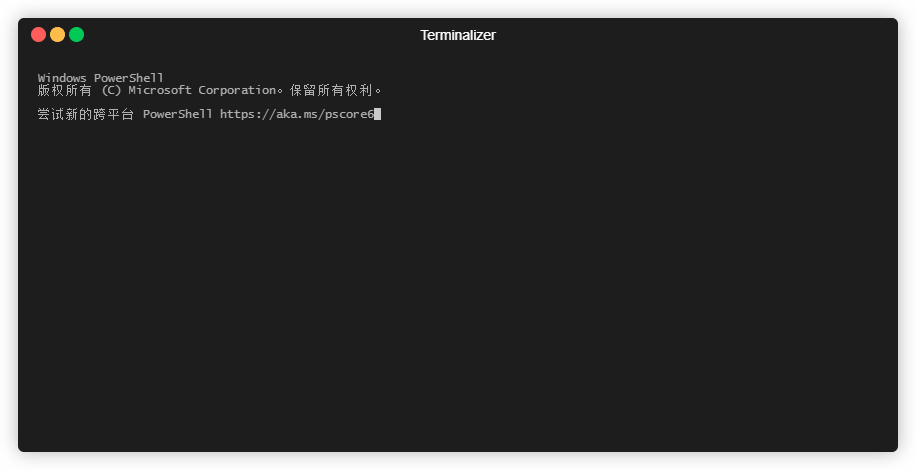 Terminalizer
Windows PowerShell
版权所有 (C) Microsoft Corporation。保留所有权利。
尝试新的跨平台 PowerShell https://aka.ms/pscore6